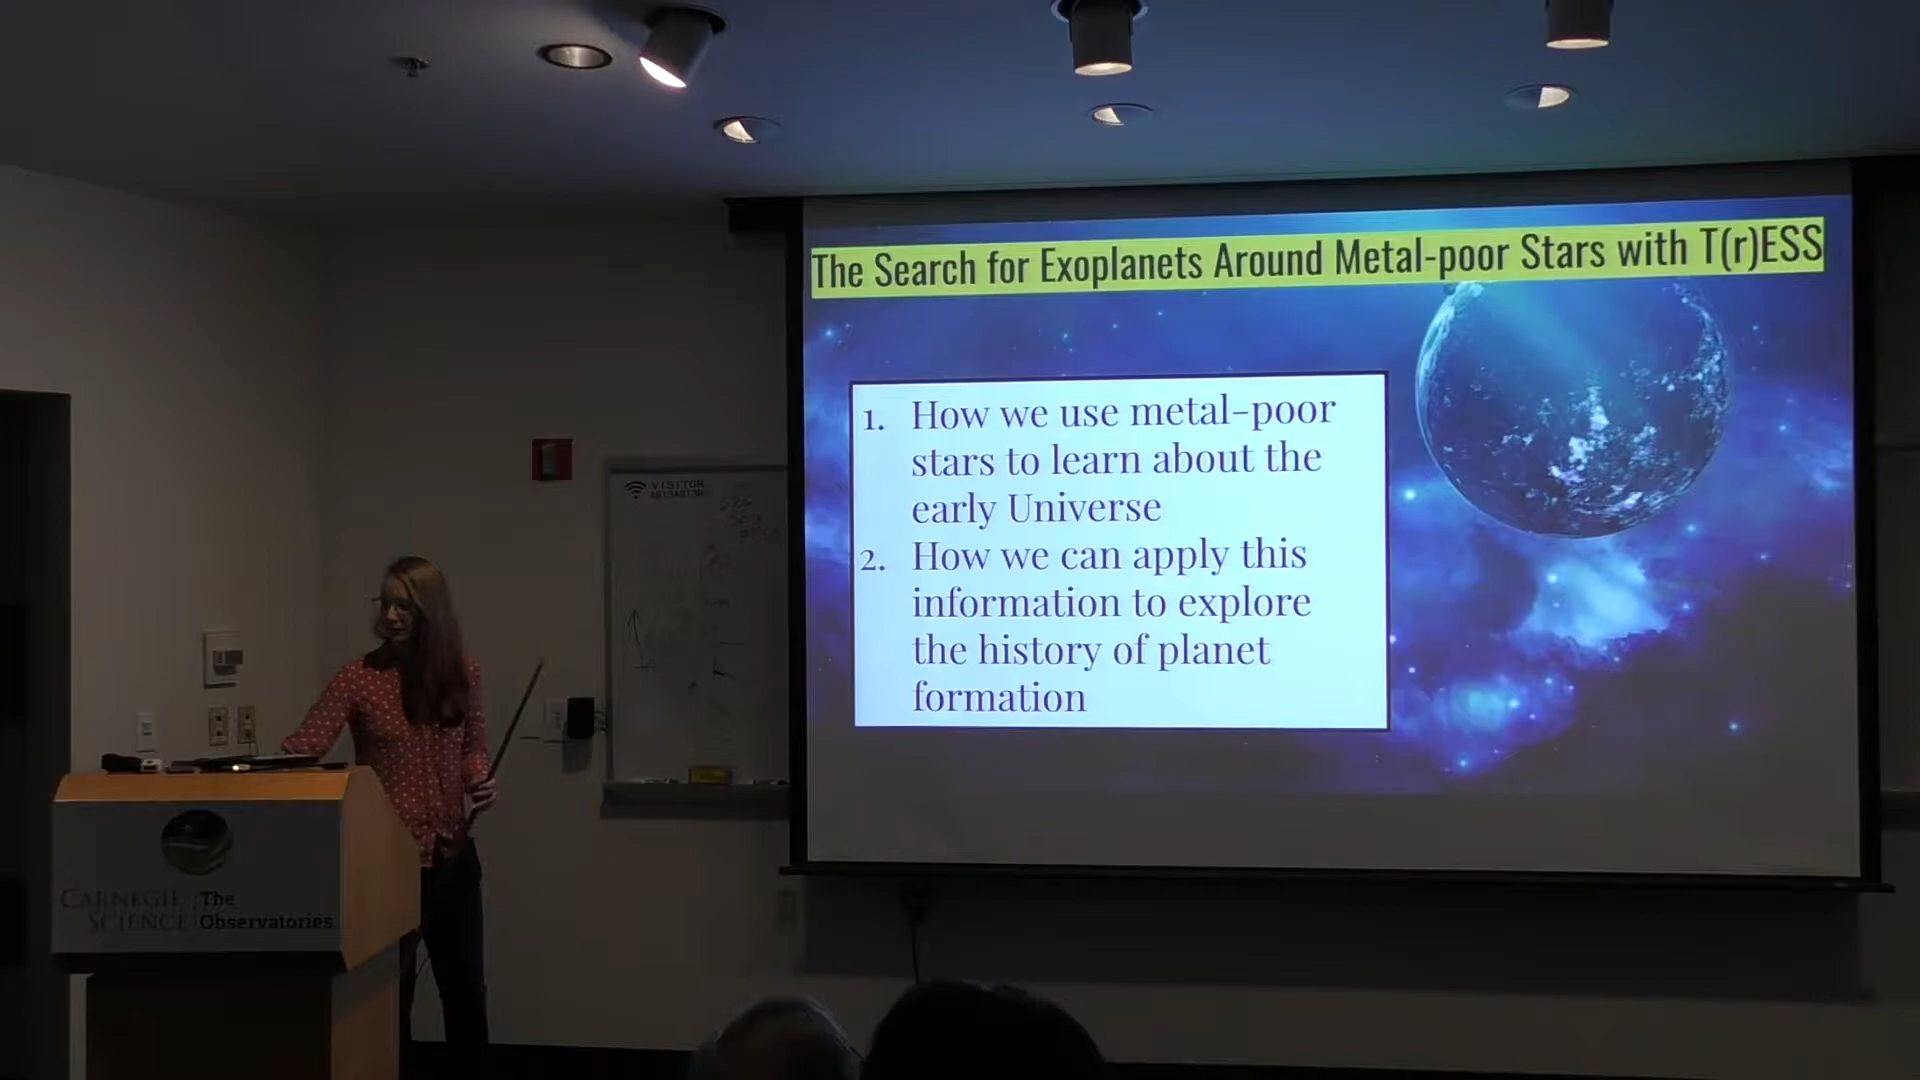 The Search for Exoplanets Around Metal-poor Stars with T(r)ESS
1. How we use metal-poor
stars to learn about the
early Universe
2. How we can apply this
information to explore
the history of planet
formation
VISITOR
CARNEGIE
SCIENCE
The
Observatories